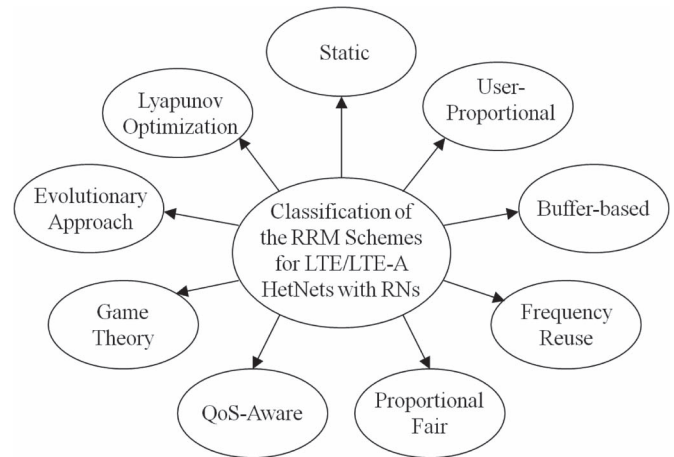 Static
User-
Proportional
Buffer-based
Frequency
Reuse
Proportional
Fair
QoS-Aware
Game
Theory
Evolutionary
Approach
Lyapunov
Optimization
Classification of
the RRM Schemes
for LTE/LTE-A
HetNets with RNs